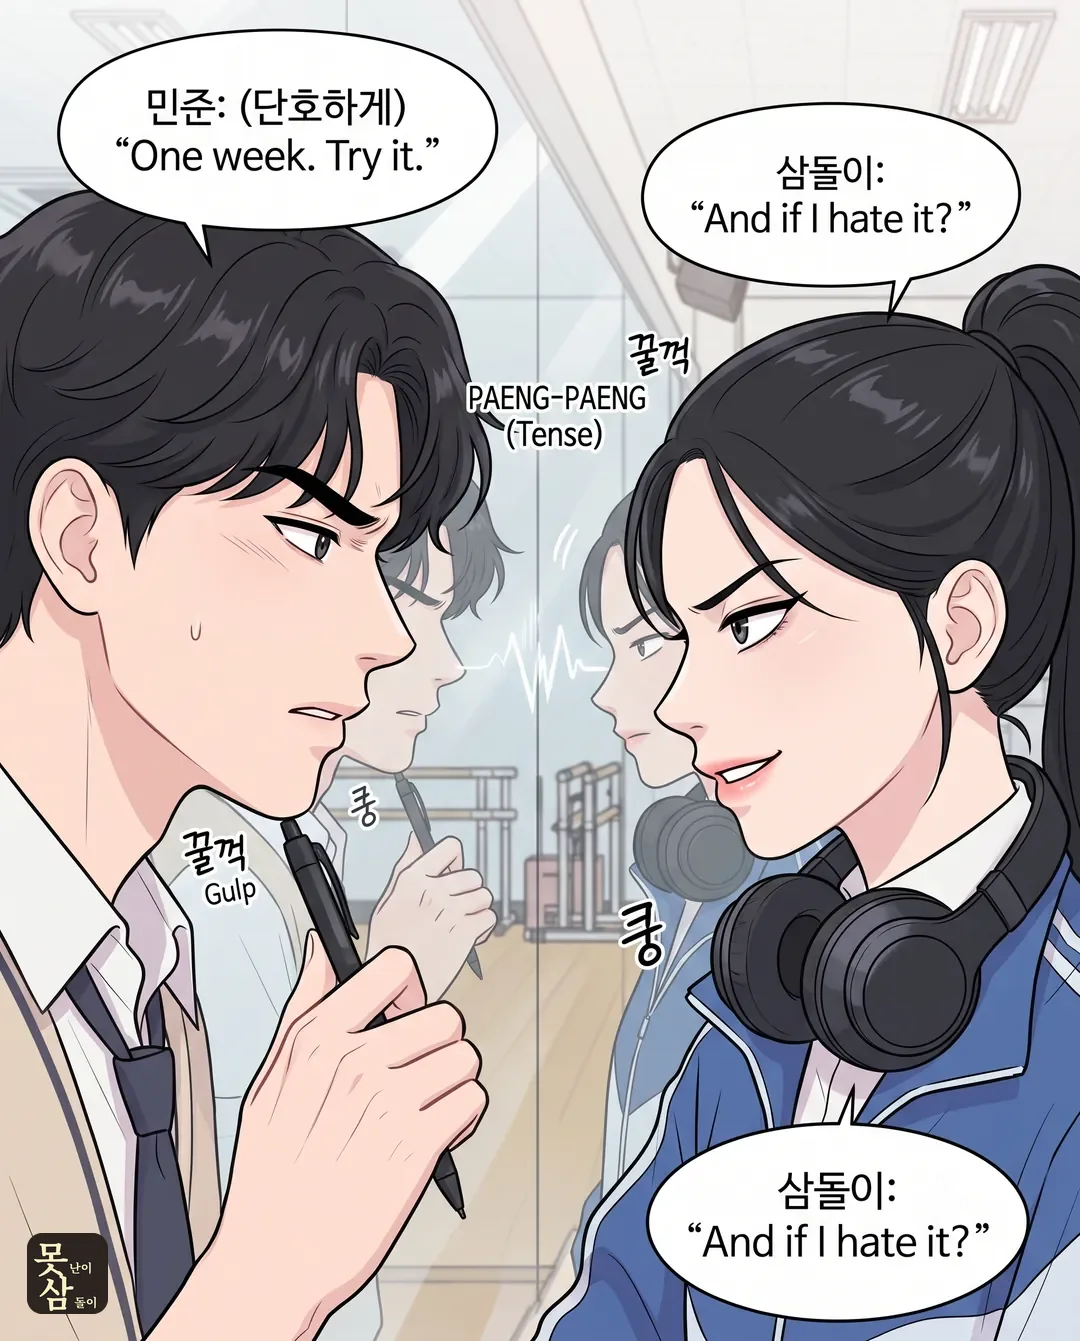 민준: (단호하게)
“One week. Try it.”
삼돌이:
“And if I hate it?”
꿀꺽
PAENG-PAENG
(Tense)
쿵
꿀꺽
Gulp
쿵
삼돌이:
“And if I hate it?”
못난이
삼돌이